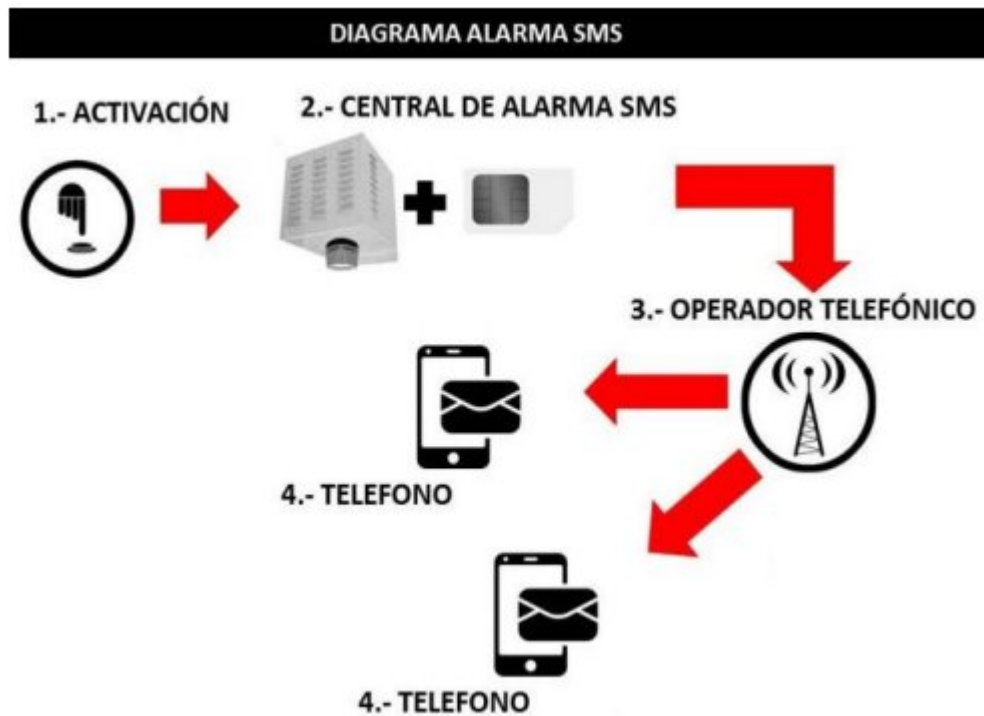 DIAGRAMA ALARMA SMS
1.- ACTIVACIÓN
2.- CENTRAL DE ALARMA SMS
3.- OPERADOR TELEFÓNICO
4.- TELEFONO
4.- TELEFONO